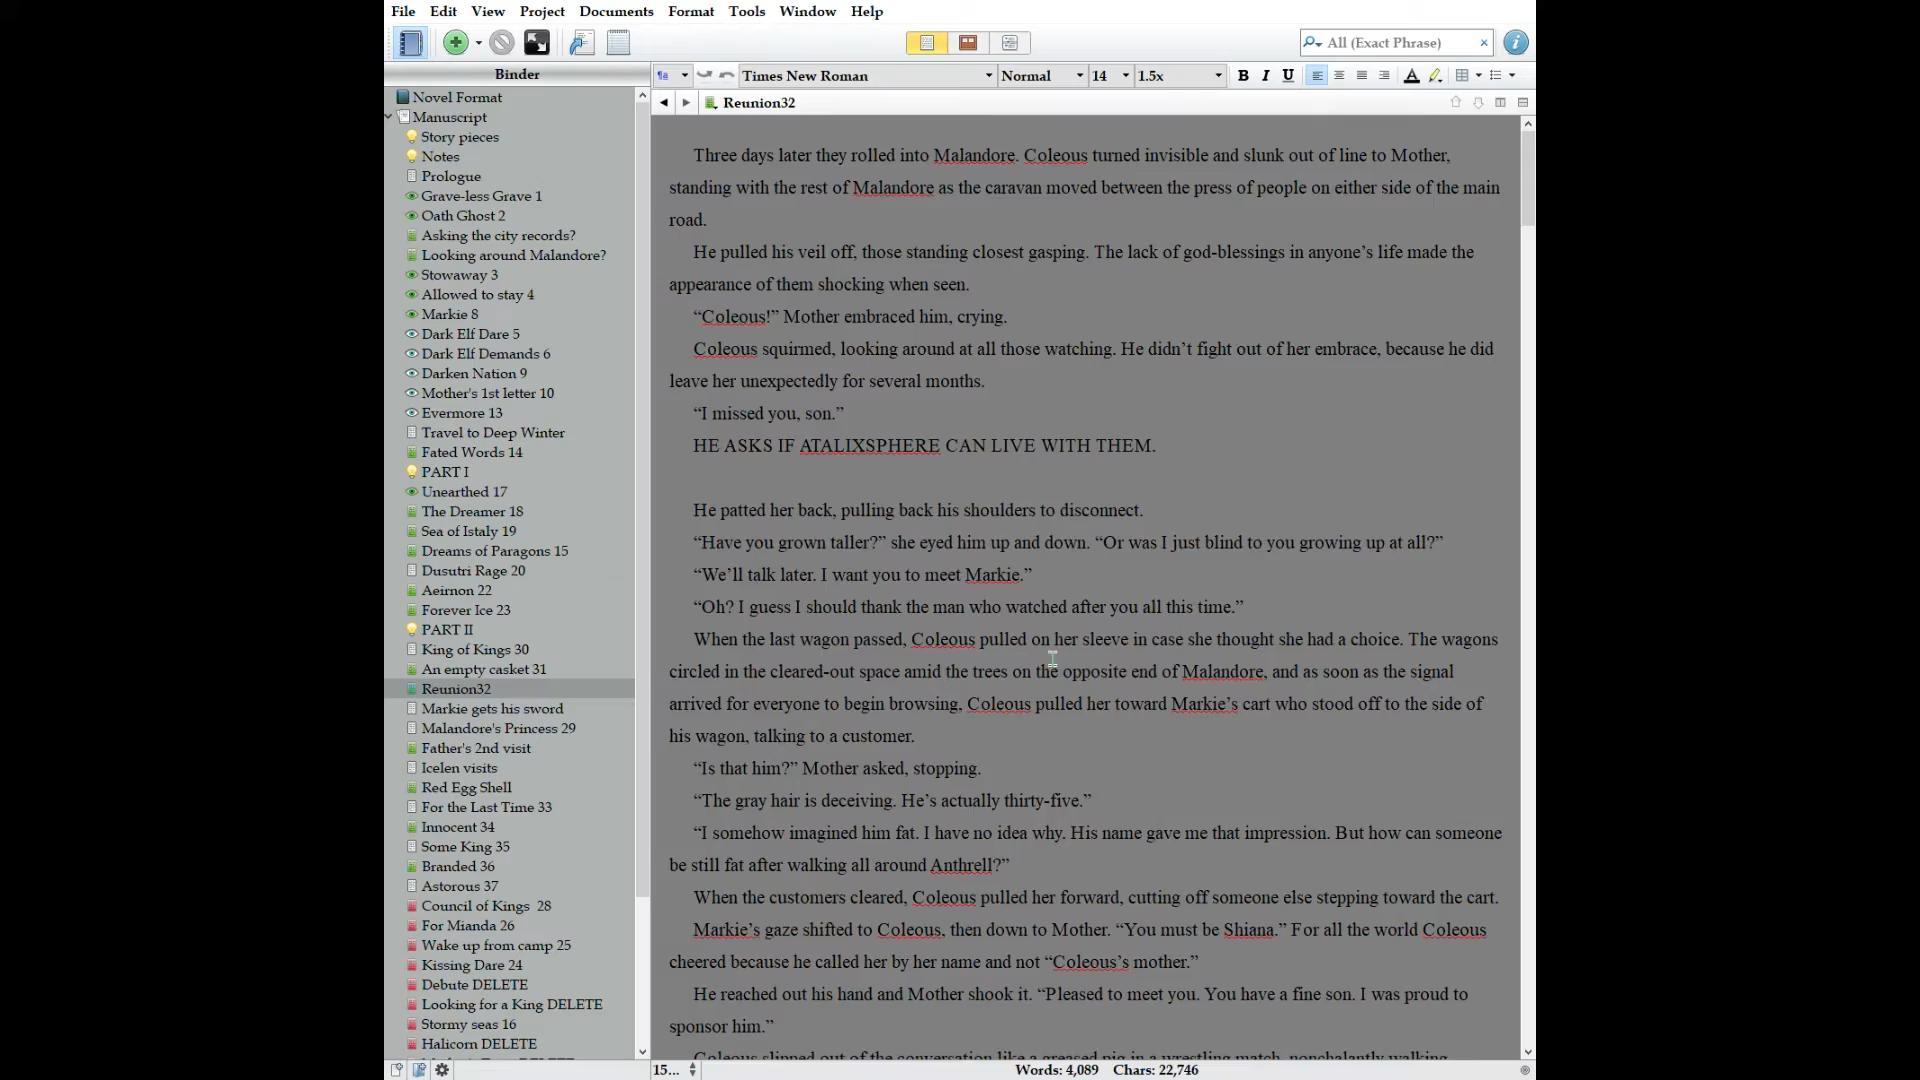 File Edit View Project Documents Format Tools Window Help
All (Exact Phrase)
Binder
Times New Roman Normal 14 1.5x B I U A
Reunion32
Novel Format
Manuscript
Story pieces
Notes
Prologue
Grave-less Grave 1
Oath Ghost 2
Asking the city records?
Looking around Malandore?
Stowaway 3
Allowed to stay 4
Markie 8
Dark Elf Dare 5
Dark Elf Demands 6
Darken Nation 9
Mother's 1st letter 10
Evermore 13
Travel to Deep Winter
Fated Words 14
PART I
Unearthed 17
The Dreamer 18
Sea of Istaly 19
Dreams of Paragons 15
Dusutri Rage 20
Aeirnon 22
Forever Ice 23
PART II
King of Kings 30
An empty casket 31
Reunion32
Markie gets his sword
Malandore's Princess 29
Father's 2nd visit
Icelen visits
Red Egg Shell
For the Last Time 33
Innocent 34
Some King 35
Branded 36
Astorous 37
Council of Kings 28
For Mianda 26
Wake up from camp 25
Kissing Dare 24
Debute DELETE
Looking for a King DELETE
Stormy seas 16
Halicorn DELETE
Three days later they rolled into Malandore. Coleous turned invisible and slunk out of line to Mother,
standing with the rest of Malandore as the caravan moved between the press of people on either side of the main
road.
He pulled his veil off, those standing closest gasping. The lack of god-blessings in anyone’s life made the
appearance of them shocking when seen.
“Coleous!” Mother embraced him, crying.
Coleous squirmed, looking around at all those watching. He didn’t fight out of her embrace, because he did
leave her unexpectedly for several months.
“I missed you, son.”
HE ASKS IF ATALIXSPHERE CAN LIVE WITH THEM.
He patted her back, pulling back his shoulders to disconnect.
“Have you grown taller?” she eyed him up and down. “Or was I just blind to you growing up at all?”
“We’ll talk later. I want you to meet Markie.”
“Oh? I guess I should thank the man who watched after you all this time.”
When the last wagon passed, Coleous pulled on her sleeve in case she thought she had a choice. The wagons
circled in the cleared-out space amid the trees on the opposite end of Malandore, and as soon as the signal
arrived for everyone to begin browsing, Coleous pulled her toward Markie’s cart who stood off to the side of
his wagon, talking to a customer.
“Is that him?” Mother asked, stopping.
“The gray hair is deceiving. He’s actually thirty-five.”
“I somehow imagined him fat. I have no idea why. His name gave me that impression. But how can someone
be still fat after walking all around Anthrell?”
When the customers cleared, Coleous pulled her forward, cutting off someone else stepping toward the cart.
Markie’s gaze shifted to Coleous, then down to Mother. “You must be Shiana.” For all the world Coleous
cheered because he called her by her name and not “Coleous’s mother.”
He reached out his hand and Mother shook it. “Pleased to meet you. You have a fine son. I was proud to
sponsor him.”
Coleous slipped out of the conversation like a greased pig in a wrestling match, nonchalantly walking
15... Words: 4,089 Chars: 22,746